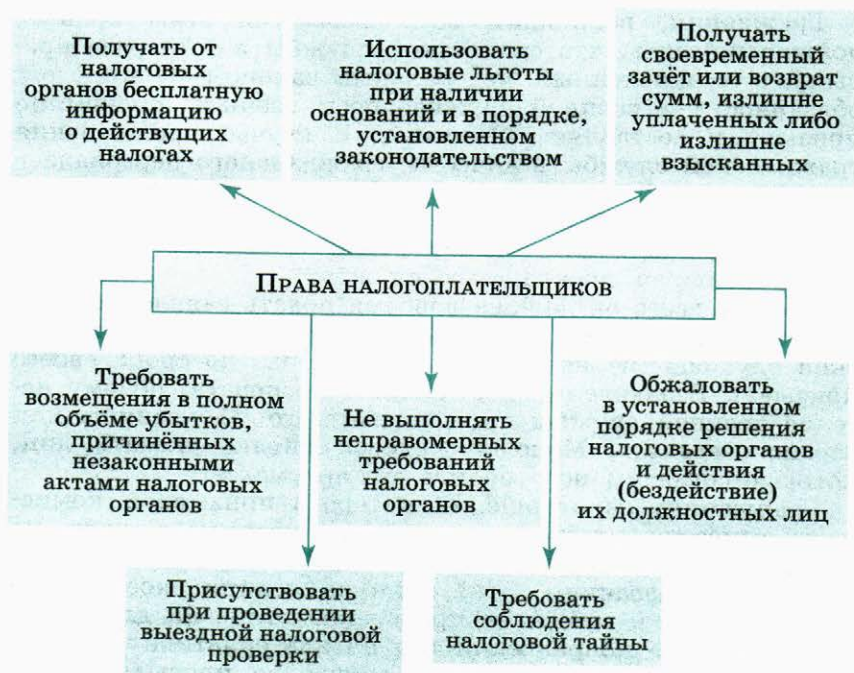 Получать от
налоговых
органов бесплатную
информацию
о действущих
налогах
Использовать
налоговые льготы
при наличии
оснований и в порядке,
установленном
законодательством
Получать
своевременный
зачёт или возврат
сумм, излишне
уплаченных либо
излишне
взысканных
ПРАВА НАЛОГОПЛАТЕЛЬЩИКОВ
Требовать
возмещения в полном
объёме убытков,
причинённых
незаконными
актами налоговых
органов
Не выполнять
неправомерных
требований
налоговых
органов
Обжаловать
в установленном
порядке решения
налоговых органов
и действия
(бездействие)
их должностных лиц
Присутствовать
при проведении
выездной налоговой
проверки
Требовать
соблюдения
налоговой тайны